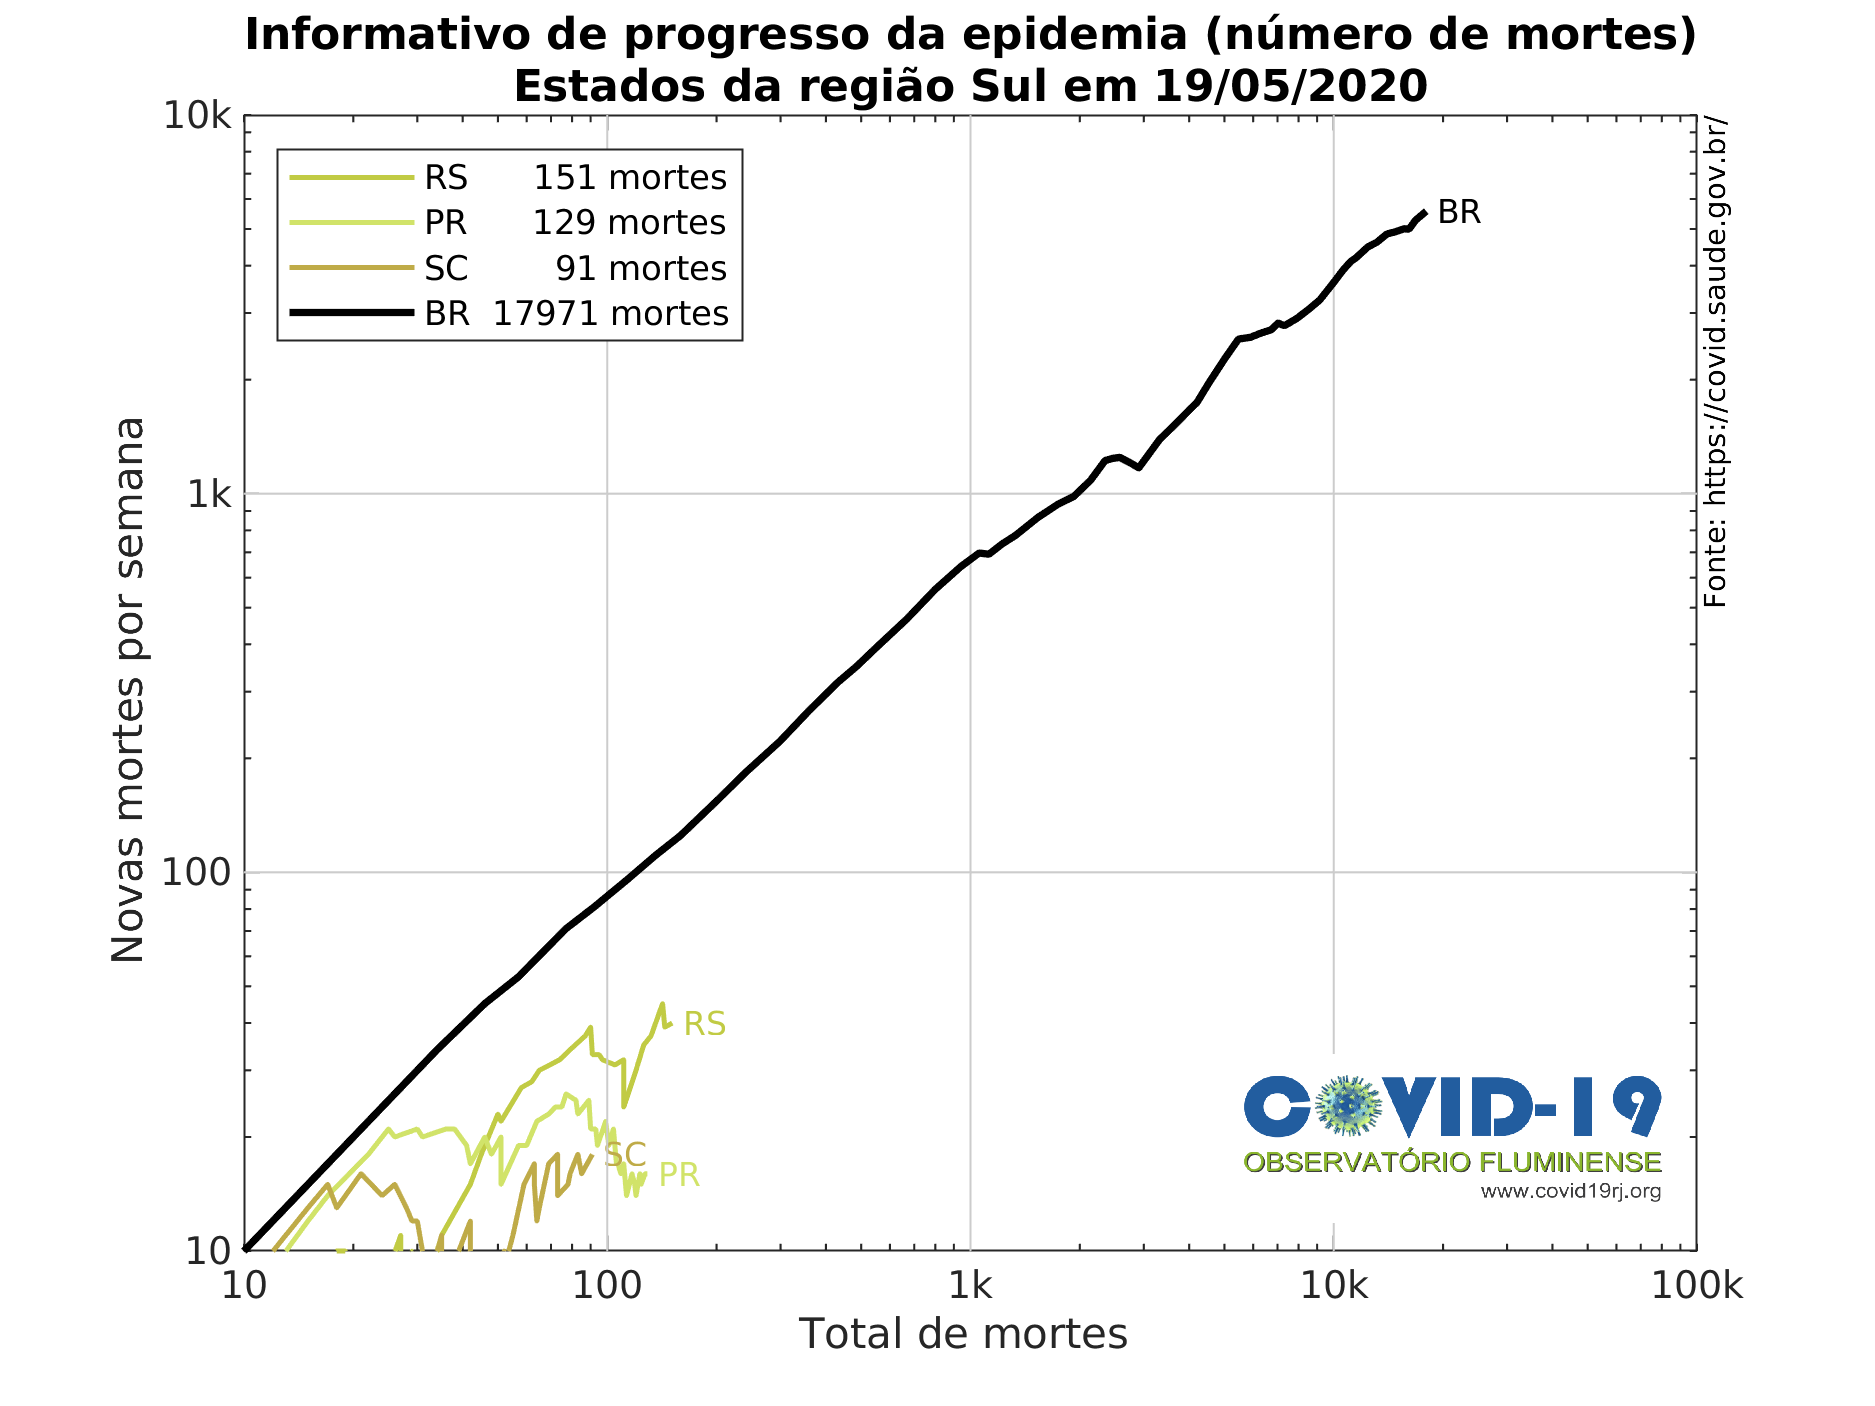 Informativo de progresso da epidemia (número de mortes)
Estados da região Sul em 19/05/2020
10k
1k
100
10
Novas mortes por semana
RS 151 mortes
PR 129 mortes
SC 91 mortes
BR 17971 mortes
BR
RS
SC
PR
Fonte: https://covid.saude.gov.br/
COVID-19
OBSERVATÓRIO FLUMINENSE
www.covid19rj.org
10 100 1k 10k 100k
Total de mortes